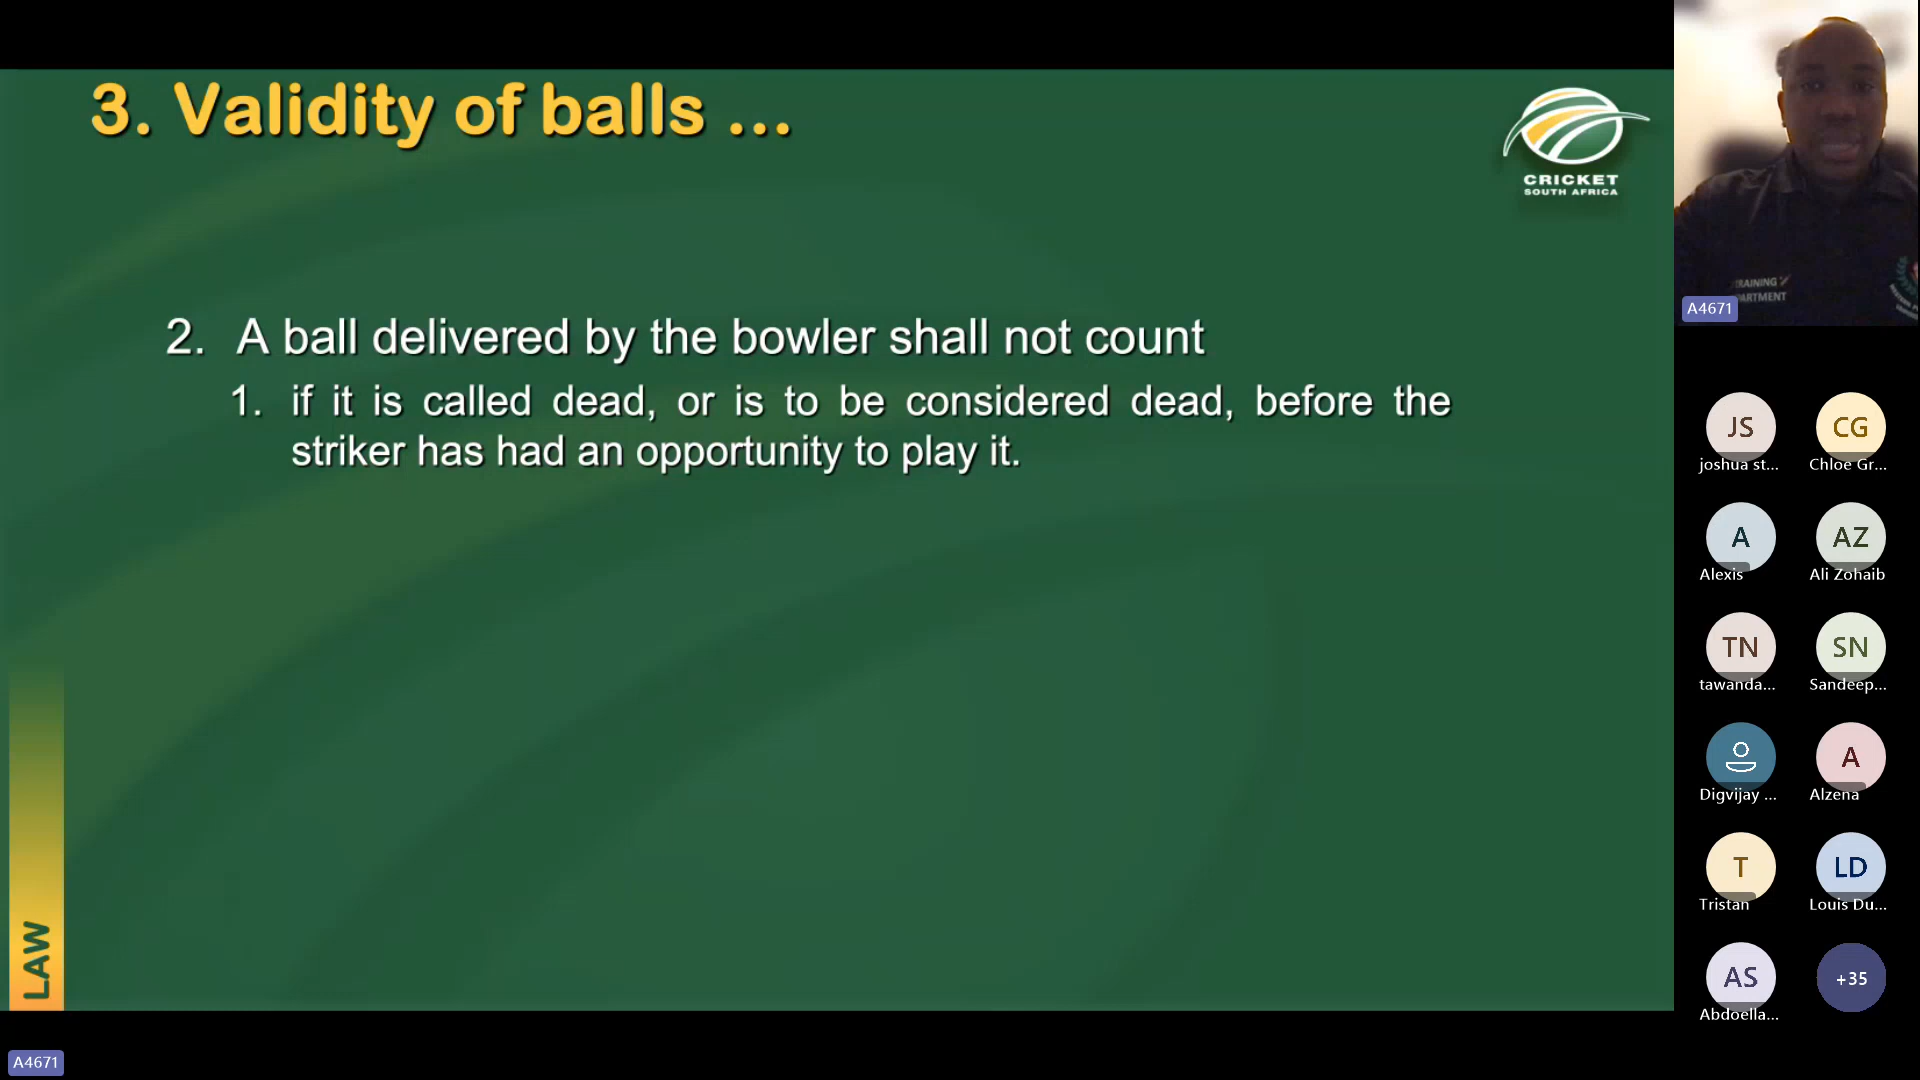 3. Validity of balls ...
CRICKET
SOUTH AFRICA
2. A ball delivered by the bowler shall not count
1. if it is called dead, or is to be considered dead, before the
striker has had an opportunity to play it.
LAW
A4671
TRAINING
DEPARTMENT
A4671
JS
joshua st...
CG
Chloe Gr...
A
Alexis
AZ
Ali Zohaib
TN
tawanda...
SN
Sandeep...
Digvijay ...
A
Alzena
T
Tristan
LD
Louis Du...
AS
Abdoella...
+35